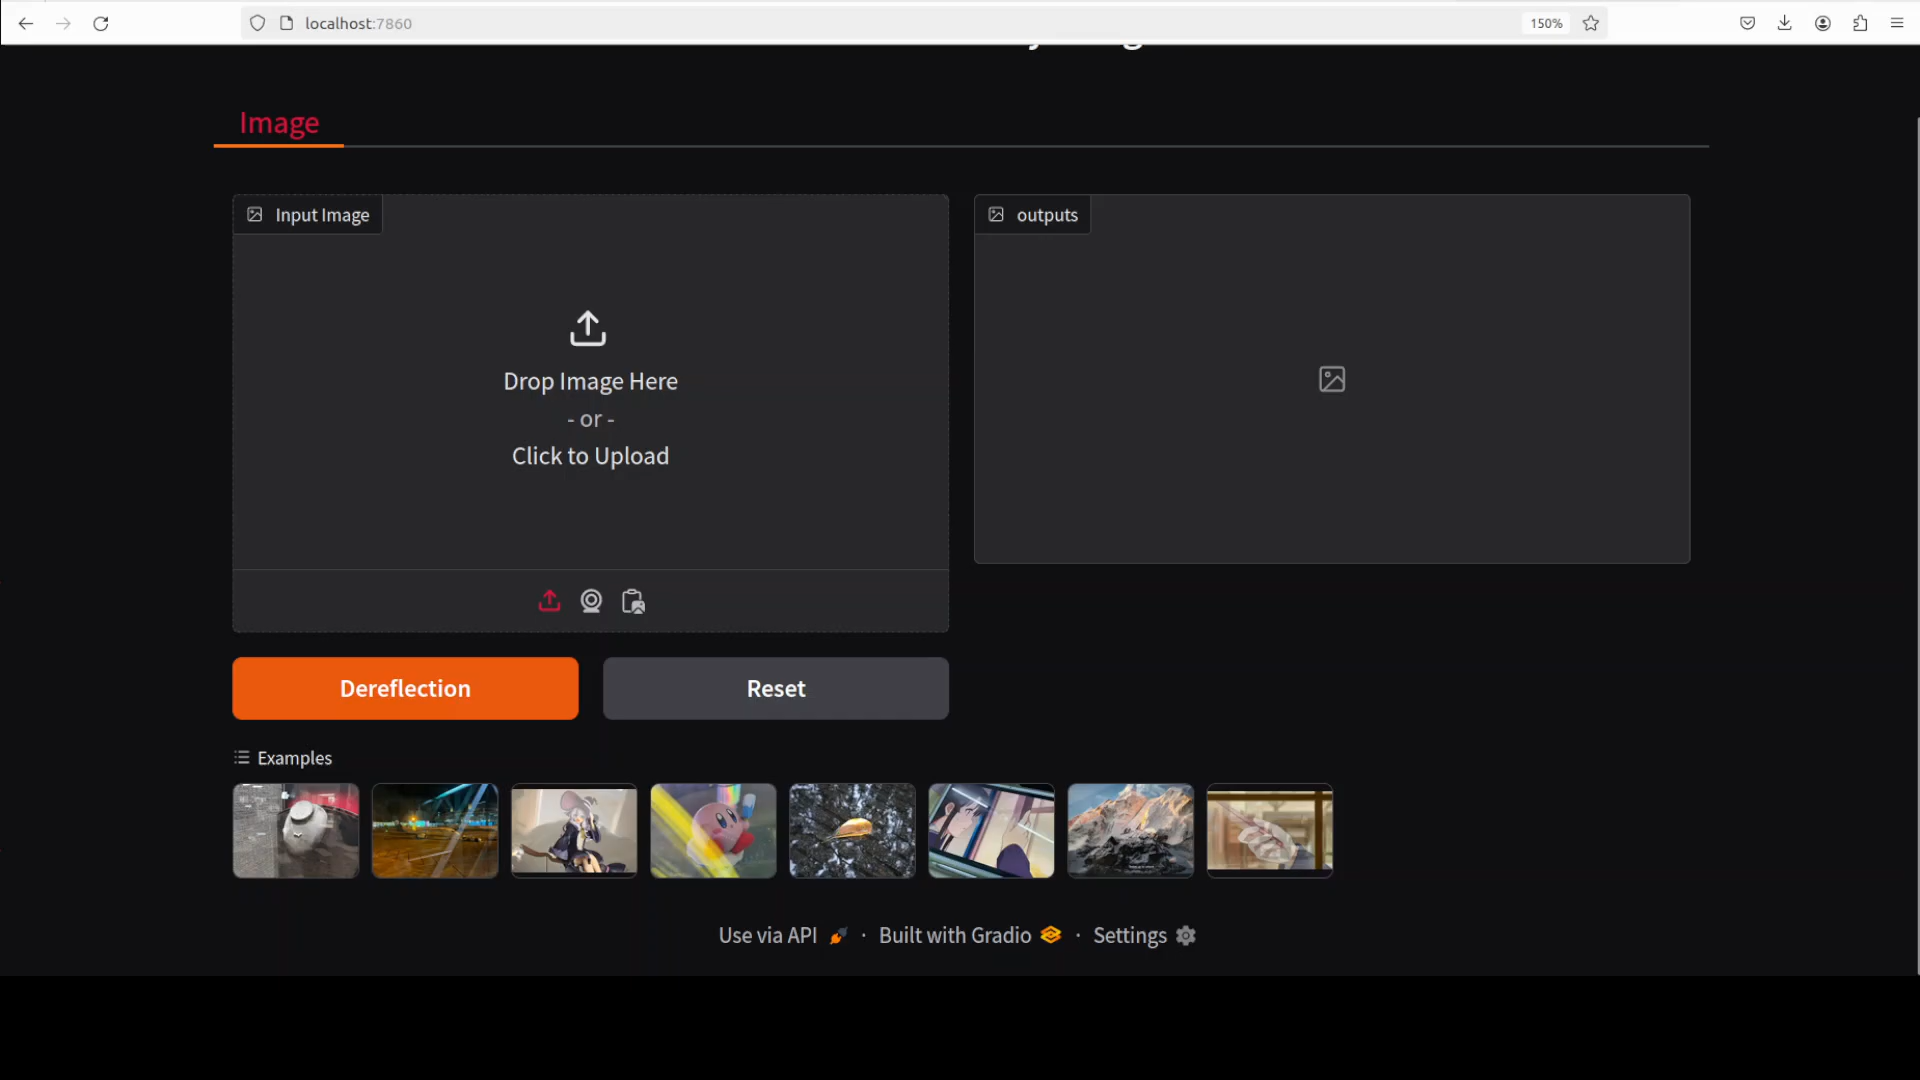 localhost:7860
150%
Image
Input Image
outputs
Drop Image Here
- or -
Click to Upload
Dereflection
Reset
Examples
Use via API · Built with Gradio · Settings